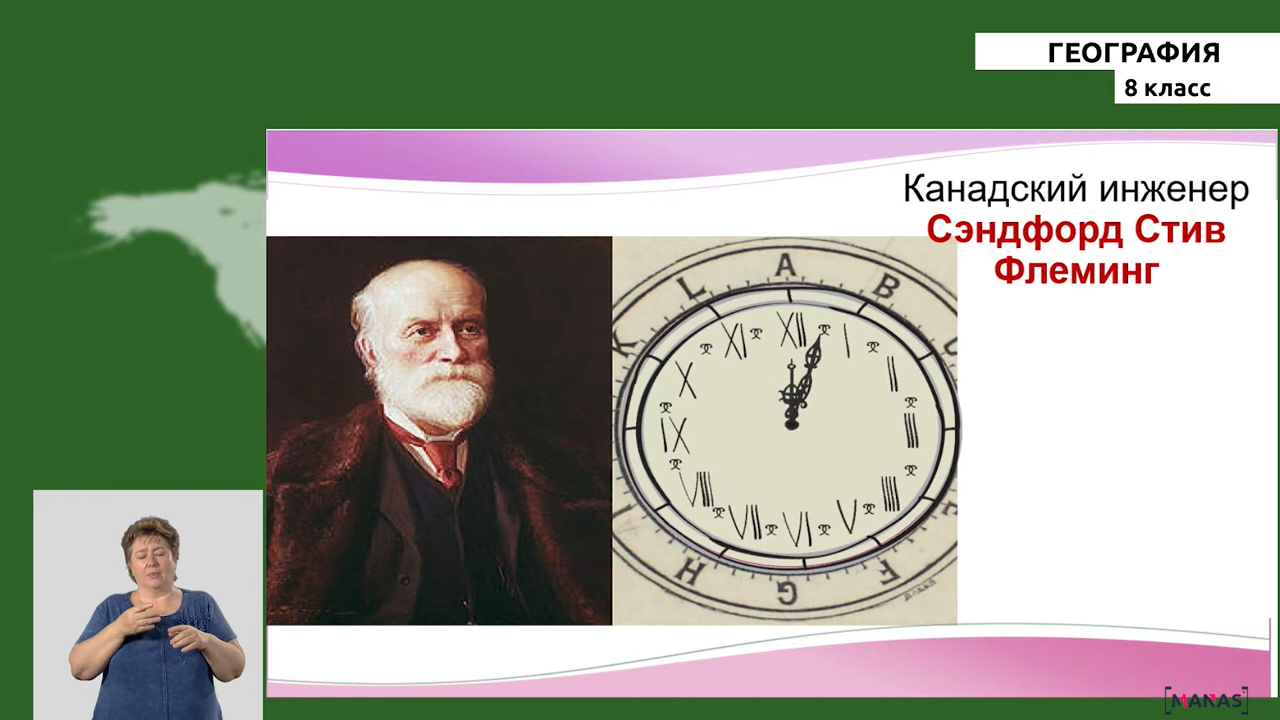 ГЕОГРАФИЯ
8 класс
Канадский инженер
Сэндфорд Стив
Флеминг
L A B
K
XI XII I
X II
IX III
VIII IIII
VII VI V
H G F
MANAS